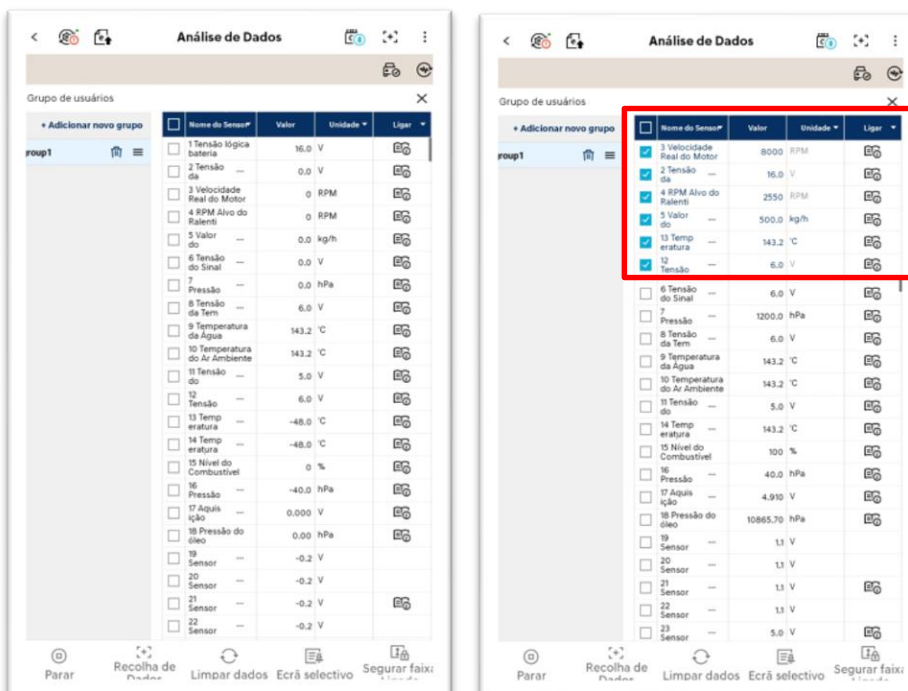 Análise de Dados
Grupo de usuários
+ Adicionar novo grupo
roup1
Nome do Sensor Valor Unidade Ligar
1 Tensão lógica
bateria 16.0 V
2 Tensão ...
da 0.0 V
3 Velocidade
Real do Motor 0 RPM
4 RPM Alvo do
Ralenti 0 RPM
5 Valor ...
do 0.0 kg/h
6 Tensão ...
do Sinal 0.0 V
7 ...
Pressão 0.0 hPa
8 Tensão ...
da Tem 6.0 V
9 Temperatura
da Água 143.2 °C
10 Temperatura
do Ar Ambiente 143.2 °C
11 Tensão ...
do 5.0 V
12 ...
Tensão 6.0 V
13 Temp ...
eratura -48.0 °C
14 Temp ...
eratura -48.0 °C
15 Nível do
Combustível 0 %
16 ...
Pressão -40.0 hPa
17 Aquis ...
ição 0.000 V
18 Pressão do
óleo 0.00 hPa
19 ...
Sensor -0.2 V
20 ...
Sensor -0.2 V
21 ...
Sensor -0.2 V
22 ...
Sensor -0.2 V
Parar
Recolha de
Limpar dados
Ecrã selectivo
Segurar faixa
Análise de Dados
Grupo de usuários
+ Adicionar novo grupo
roup1
Nome do Sensor Valor Unidade Ligar
3 Velocidade
Real do Motor 8000 RPM
2 Tensão ...
da 16.0 V
4 RPM Alvo do
Ralenti 2550 RPM
5 Valor ...
do 500.0 kg/h
13 Temp ...
eratura 143.2 °C
12 ...
Tensão 6.0 V
6 Tensão ...
do Sinal 6.0 V
7 ...
Pressão 1200.0 hPa
8 Tensão ...
da Tem 6.0 V
9 Temperatura
da Água 143.2 °C
10 Temperatura
do Ar Ambiente 143.2 °C
11 Tensão ...
do 5.0 V
14 Temp ...
eratura 143.2 °C
15 Nível do
Combustível 100 %
16 ...
Pressão 40.0 hPa
17 Aquis ...
ição 4.910 V
18 Pressão do
óleo 10865.70 hPa
19 ...
Sensor 1.1 V
20 ...
Sensor 1.1 V
21 ...
Sensor 1.1 V
22 ...
Sensor 1.1 V
23 ...
Sensor 5.0 V
Parar
Recolha de
Limpar dados
Ecrã selectivo
Segurar faixa